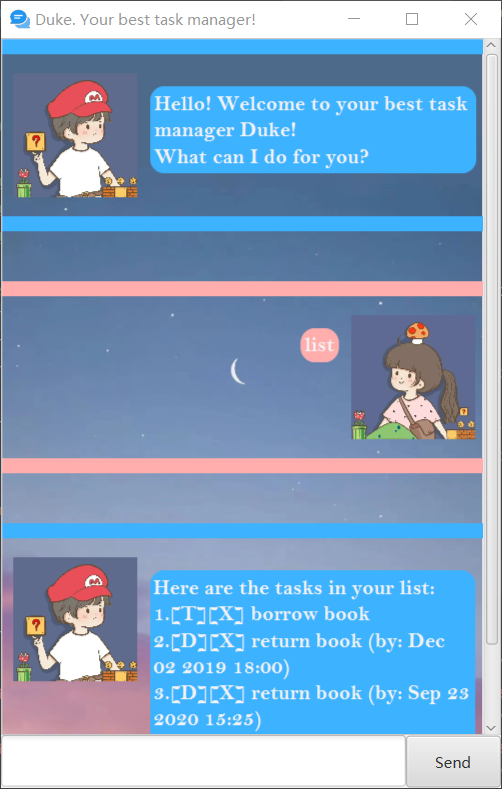 Duke. Your best task manager!
Hello! Welcome to your best task
manager Duke!
What can I do for you?
list
Here are the tasks in your list:
1.[T][X] borrow book
2.[D][X] return book (by: Dec
02 2019 18:00)
3.[D][X] return book (by: Sep 23
2020 15:25)
Send